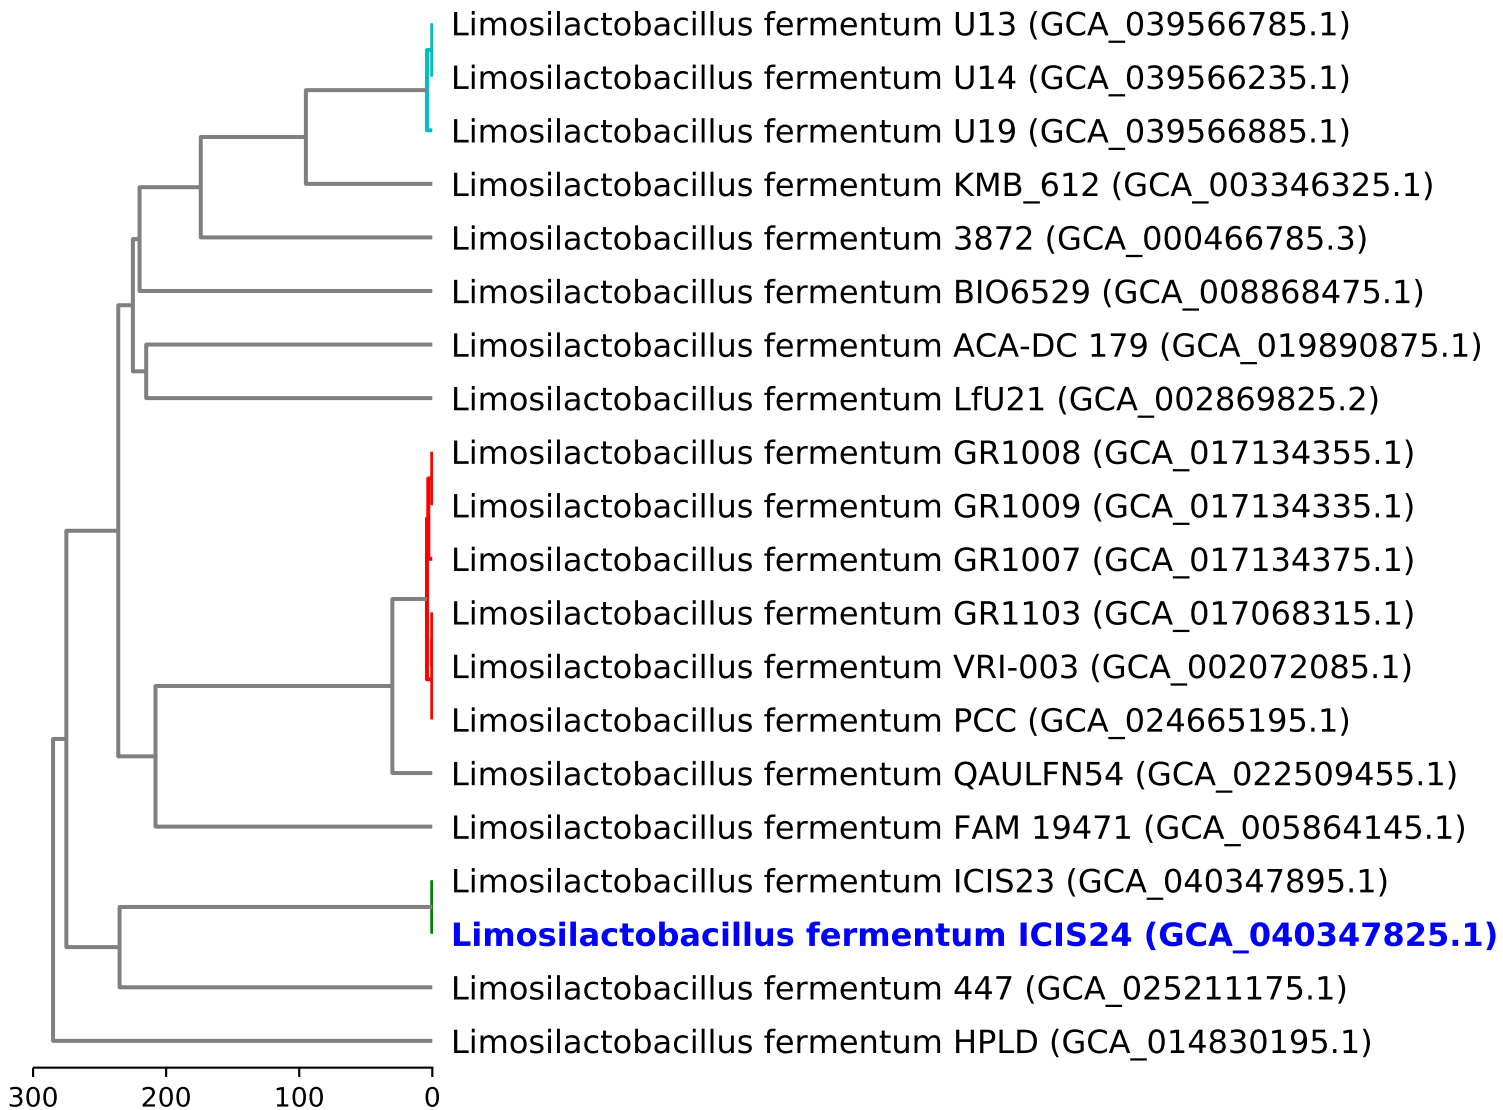 Limosilactobacillus fermentum U13 (GCA_039566785.1)
Limosilactobacillus fermentum U14 (GCA_039566235.1)
Limosilactobacillus fermentum U19 (GCA_039566885.1)
Limosilactobacillus fermentum KMB_612 (GCA_003346325.1)
Limosilactobacillus fermentum 3872 (GCA_000466785.3)
Limosilactobacillus fermentum BIO6529 (GCA_008868475.1)
Limosilactobacillus fermentum ACA-DC 179 (GCA_019890875.1)
Limosilactobacillus fermentum LfU21 (GCA_002869825.2)
Limosilactobacillus fermentum GR1008 (GCA_017134355.1)
Limosilactobacillus fermentum GR1009 (GCA_017134335.1)
Limosilactobacillus fermentum GR1007 (GCA_017134375.1)
Limosilactobacillus fermentum GR1103 (GCA_017068315.1)
Limosilactobacillus fermentum VRI-003 (GCA_002072085.1)
Limosilactobacillus fermentum PCC (GCA_024665195.1)
Limosilactobacillus fermentum QAULFN54 (GCA_022509455.1)
Limosilactobacillus fermentum FAM 19471 (GCA_005864145.1)
Limosilactobacillus fermentum ICIS23 (GCA_040347895.1)
Limosilactobacillus fermentum ICIS24 (GCA_040347825.1)
Limosilactobacillus fermentum 447 (GCA_025211175.1)
Limosilactobacillus fermentum HPLD (GCA_014830195.1)
300 200 100 0